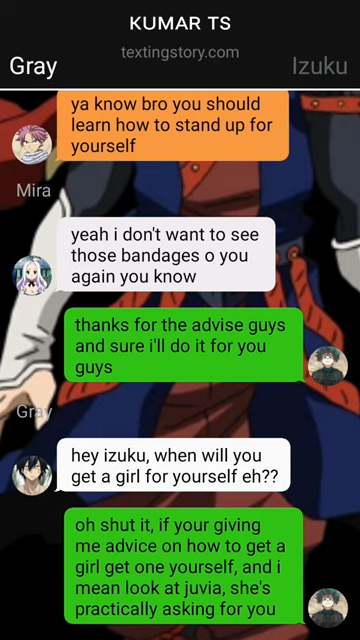 KUMAR TS
textingstory.com
Gray
Izuku
ya know bro you should
learn how to stand up for
yourself
Mira
yeah i don't want to see
those bandages o you
again you know
thanks for the advise guys
and sure i'll do it for you
guys
Gray
hey izuku, when will you
get a girl for yourself eh??
oh shut it, if your giving
me advice on how to get a
girl get one yourself, and i
mean look at juvia, she's
practically asking for you